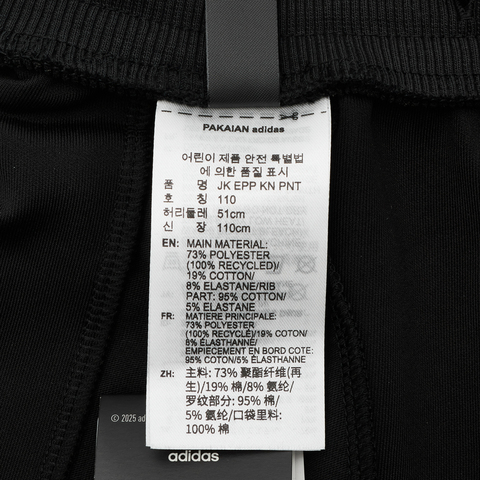 PAKAIAN adidas
어린이 제품 안전 특별법
에 의한 품질 표시
품 명 JK EPP KN PNT
호 칭 110
허리둘레 51cm
신 장 110cm
EN: MAIN MATERIAL:
73% POLYESTER
(100% RECYCLED)/
19% COTTON/
8% ELASTANE/RIB
PART: 95% COTTON/
5% ELASTANE
FR: MATIERE PRINCIPALE:
73% POLYESTER
(100% RECYCLÉ)/19% COTON/
8% ÉLASTHANNE/
EMPIECEMENT EN BORD COTE:
95% COTON/5% ÉLASTHANNE
ZH: 主料: 73% 聚酯纤维(再
生)/19% 棉/8% 氨纶/
罗纹部分: 95% 棉/
5% 氨纶/口袋里料:
100% 棉
© 2025 ad
adidas